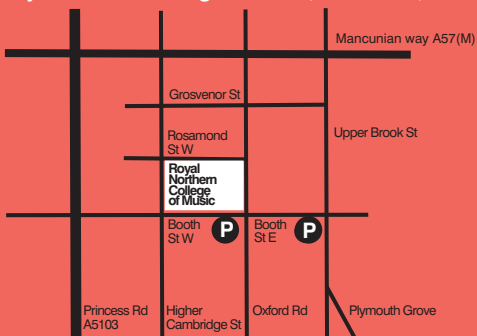 Mancunian way A57(M)
Grosvenor St
Rosamond
St W
Upper Brook St
Royal
Northern
College
of Music
Booth
St W
P
Booth
St E
P
Princess Rd
A5103
Higher
Cambridge St
Oxford Rd
Plymouth Grove